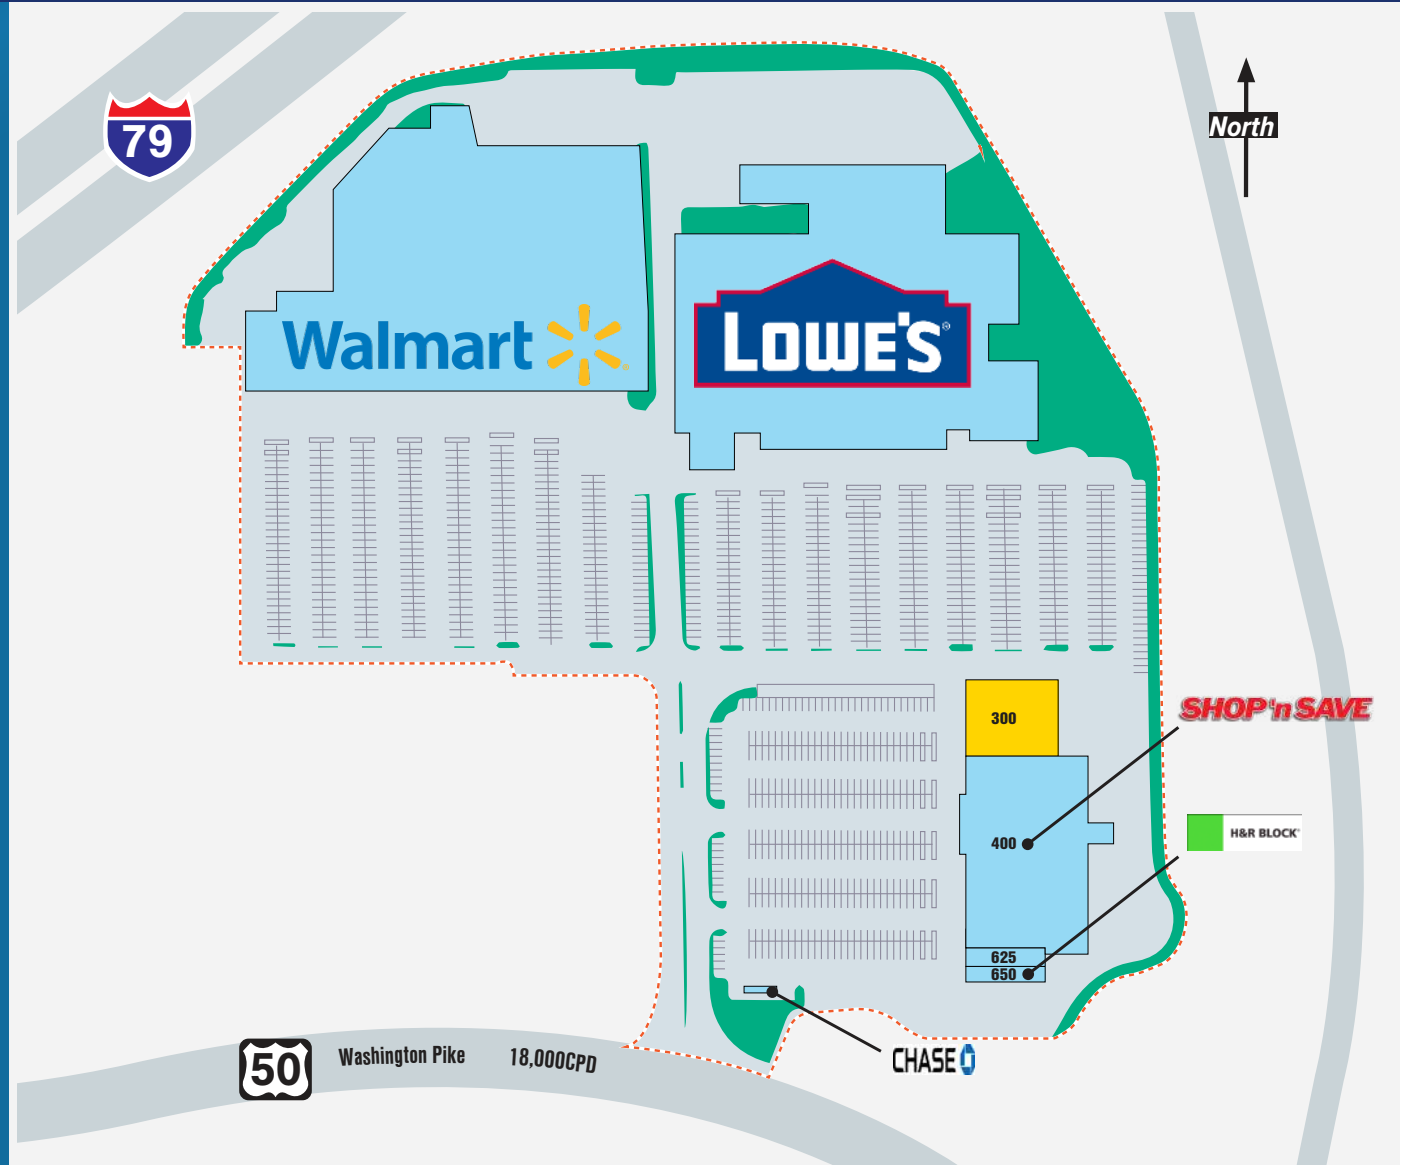 79
North
Walmart
LOWE'S®
300
SHOP 'n SAVE
400
H&R BLOCK®
625
650
CHASE
50
Washington Pike 18,000CPD